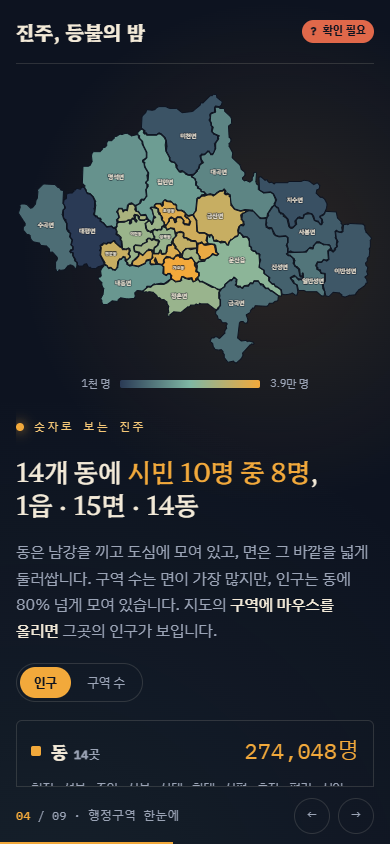 진주, 등불의 밤
? 확인 필요
미천면
명석면
집현면
대곡면
지수면
수곡면
대평면
금산면
사봉면
문산읍
진성면
이반성면
일반성면
내동면
정촌면
금곡면
1천 명
3.9만 명
숫자로 보는 진주
14개 동에 시민 10명 중 8명,
1읍 · 15면 · 14동
동은 남강을 끼고 도심에 모여 있고, 면은 그 바깥을 넓게
둘러쌉니다. 구역 수는 면이 가장 많지만, 인구는 동에
80% 넘게 모여 있습니다. 지도의 구역에 마우스를
올리면 그곳의 인구가 보입니다.
인구 구역 수
동 14곳 274,048명
04 / 09 · 행정구역 한눈에
← →